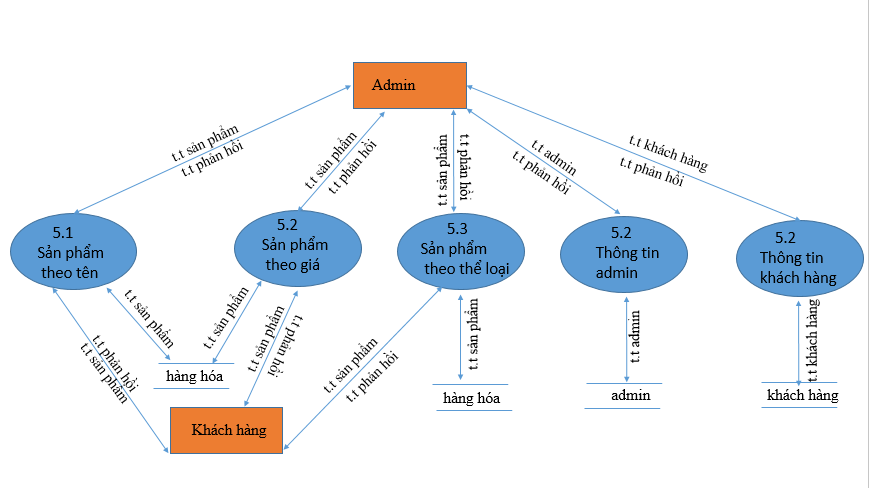 Admin
t.t sản phẩm
t.t phản hồi
t.t sản phẩm
t.t phản hồi
t.t sản phẩm
t.t phản hồi
t.t admin
t.t phản hồi
t.t khách hàng
t.t phản hồi
5.1
Sản phẩm
theo tên
5.2
Sản phẩm
theo giá
5.3
Sản phẩm
theo thể loại
5.2
Thông tin
admin
5.2
Thông tin
khách hàng
t.t phản hồi
t.t sản phẩm
t.t sản phẩm
t.t sản phẩm
t.t sản phẩm
t.t phản hồi
t.t sản phẩm
t.t phản hồi
t.t sản phẩm
t.t admin
t.t khách hàng
hàng hóa
hàng hóa
admin
khách hàng
Khách hàng